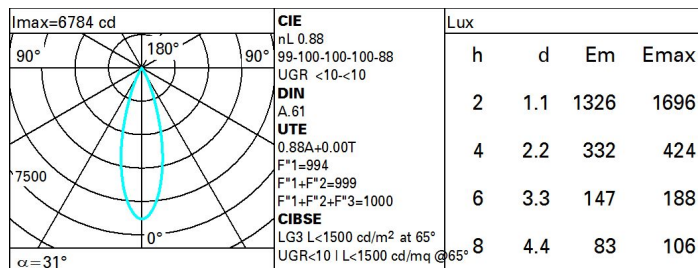 Imax=6784 cd
90°
180°
90°
7500
0°
α=31°
CIE
nL 0.88
99-100-100-100-88
UGR <10-<10
DIN
A.61
UTE
0.88A+0.00T
F"1=994
F"1+F"2=999
F"1+F"2+F"3=1000
CIBSE
LG3 L<1500 cd/m² at 65°
UGR<10 | L<1500 cd/mq @65°
Lux
h d Em Emax
2 1.1 1326 1696
4 2.2 332 424
6 3.3 147 188
8 4.4 83 106